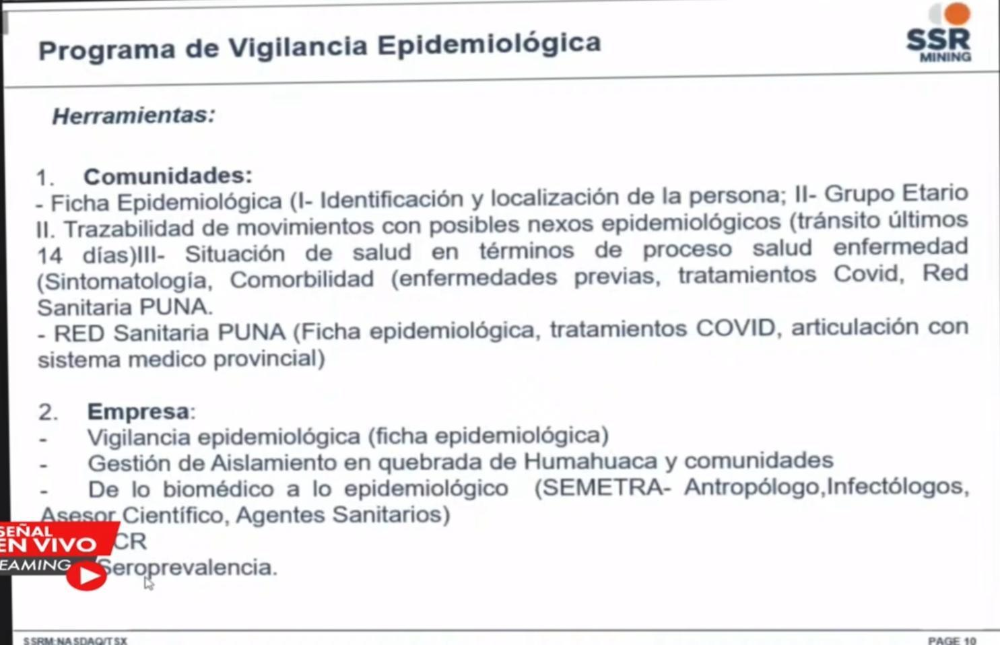 Programa de Vigilancia Epidemiológica
SSR
MINING
Herramientas:
1. Comunidades:
- Ficha Epidemiológica (I- Identificación y localización de la persona; II- Grupo Etario
II. Trazabilidad de movimientos con posibles nexos epidemiológicos (tránsito últimos
14 días)III- Situación de salud en términos de proceso salud enfermedad
(Sintomatología, Comorbilidad (enfermedades previas, tratamientos Covid, Red
Sanitaria PUNA.
- RED Sanitaria PUNA (Ficha epidemiológica, tratamientos COVID, articulación con
sistema medico provincial)
2. Empresa:
- Vigilancia epidemiológica (ficha epidemiológica)
- Gestión de Aislamiento en quebrada de Humahuaca y comunidades
- De lo biomédico a lo epidemiológico (SEMETRA- Antropólogo,Infectólogos,
Asesor Científico, Agentes Sanitarios)
CR
Seroprevalencia.
SEÑAL
EN VIVO
EAMING
SSRM:NASDAQ/TSX
PAGE 10